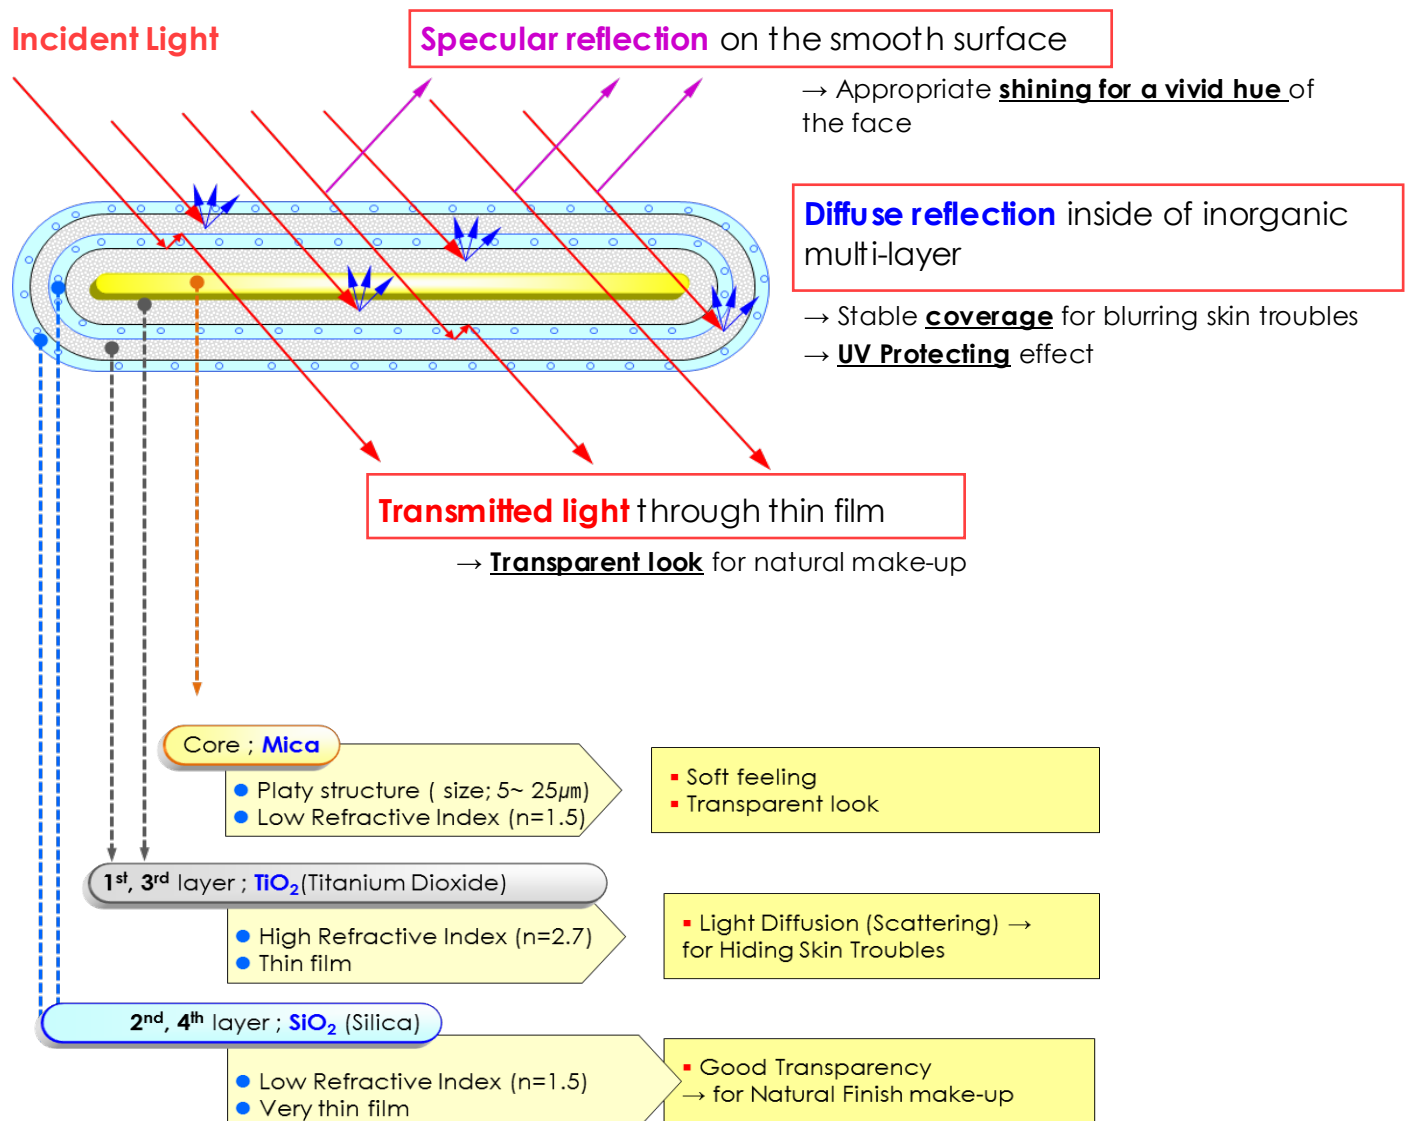 Incident Light
Specular reflection on the smooth surface
→ Appropriate shining for a vivid hue of
the face
Diffuse reflection inside of inorganic
multi-layer
→ Stable coverage for blurring skin troubles
→ UV Protecting effect
Transmitted light through thin film
→ Transparent look for natural make-up
Core ; Mica
● Platy structure ( size; 5~ 25㎛)
● Low Refractive Index (n=1.5)
▪ Soft feeling
▪ Transparent look
1st, 3rd layer ; TiO2(Titanium Dioxide)
● High Refractive Index (n=2.7)
● Thin film
▪ Light Diffusion (Scattering) →
for Hiding Skin Troubles
2nd, 4th layer ; SiO2 (Silica)
● Low Refractive Index (n=1.5)
● Very thin film
▪ Good Transparency
→ for Natural Finish make-up